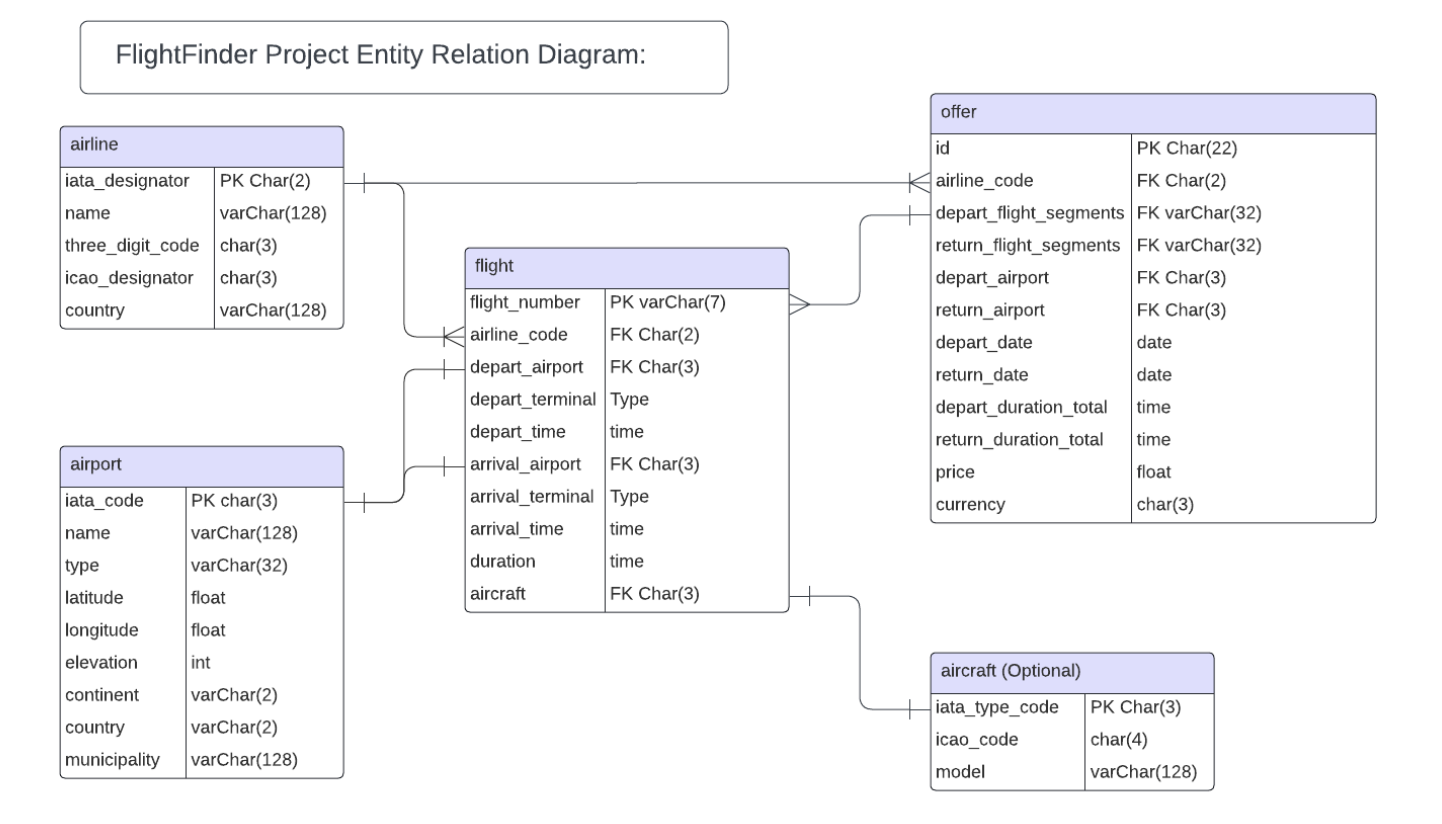 FlightFinder Project Entity Relation Diagram:
airline
iata_designator PK Char(2)
name varChar(128)
three_digit_code char(3)
icao_designator char(3)
country varChar(128)
airport
iata_code PK char(3)
name varChar(128)
type varChar(32)
latitude float
longitude float
elevation int
continent varChar(2)
country varChar(2)
municipality varChar(128)
flight
flight_number PK varChar(7)
airline_code FK Char(2)
depart_airport FK Char(3)
depart_terminal Type
depart_time time
arrival_airport FK Char(3)
arrival_terminal Type
arrival_time time
duration time
aircraft FK Char(3)
offer
id PK Char(22)
airline_code FK Char(2)
depart_flight_segments FK varChar(32)
return_flight_segments FK varChar(32)
depart_airport FK Char(3)
return_airport FK Char(3)
depart_date date
return_date date
depart_duration_total time
return_duration_total time
price float
currency char(3)
aircraft (Optional)
iata_type_code PK Char(3)
icao_code char(4)
model varChar(128)